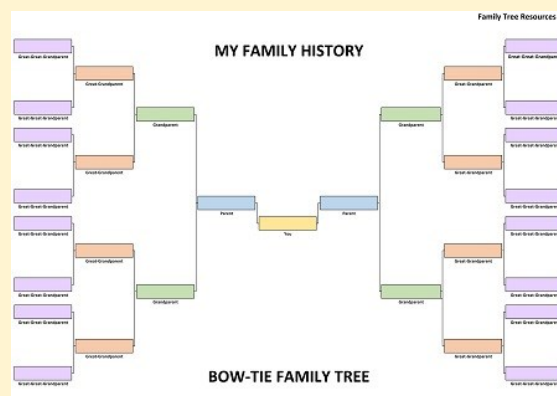 Family Tree Resources
MY FAMILY HISTORY
Great-Great-Grandparent
Great-Great-Grandparent
Great-Grandparent
Great-Grandparent
Great-Great-Grandparent
Great-Great-Grandparent
Grandparent
Grandparent
Great-Great-Grandparent
Great-Great-Grandparent
Great-Grandparent
Great-Grandparent
Great-Great-Grandparent
Great-Great-Grandparent
Parent
Parent
You
Great-Great-Grandparent
Great-Great-Grandparent
Great-Grandparent
Great-Grandparent
Great-Great-Grandparent
Great-Great-Grandparent
Grandparent
Grandparent
Great-Great-Grandparent
Great-Great-Grandparent
Great-Grandparent
Great-Grandparent
BOW-TIE FAMILY TREE
Great-Great-Grandparent
Great-Great-Grandparent